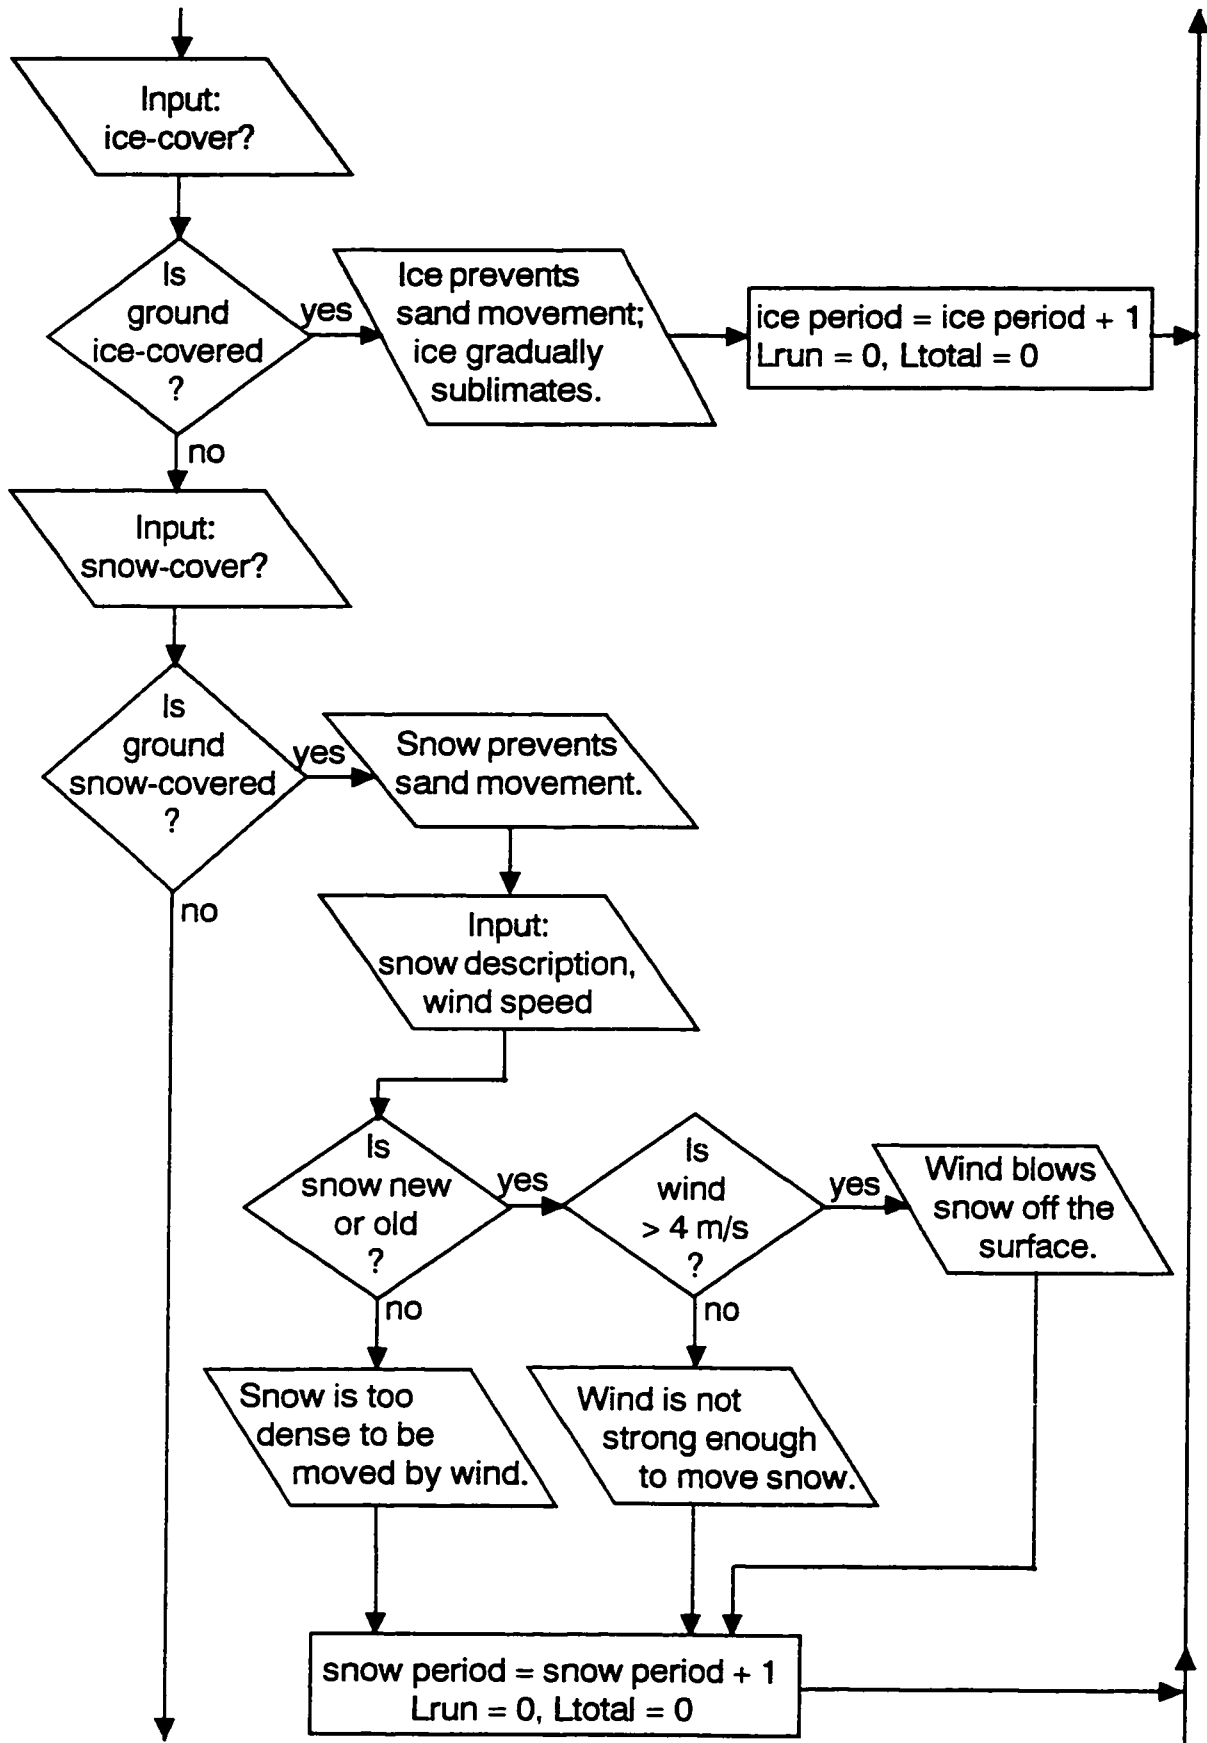 Input:
ice-cover?
Is
ground
ice-covered
?
yes
Ice prevents
sand movement;
ice gradually
sublimates.
ice period = ice period + 1
Lrun = 0, Ltotal = 0
no
Input:
snow-cover?
Is
ground
snow-covered
?
yes
Snow prevents
sand movement.
no
Input:
snow description,
wind speed
Is
snow new
or old
?
yes
Is
wind
> 4 m/s
?
yes
Wind blows
snow off the
surface.
no
no
Snow is too
dense to be
moved by wind.
Wind is not
strong enough
to move snow.
snow period = snow period + 1
Lrun = 0, Ltotal = 0